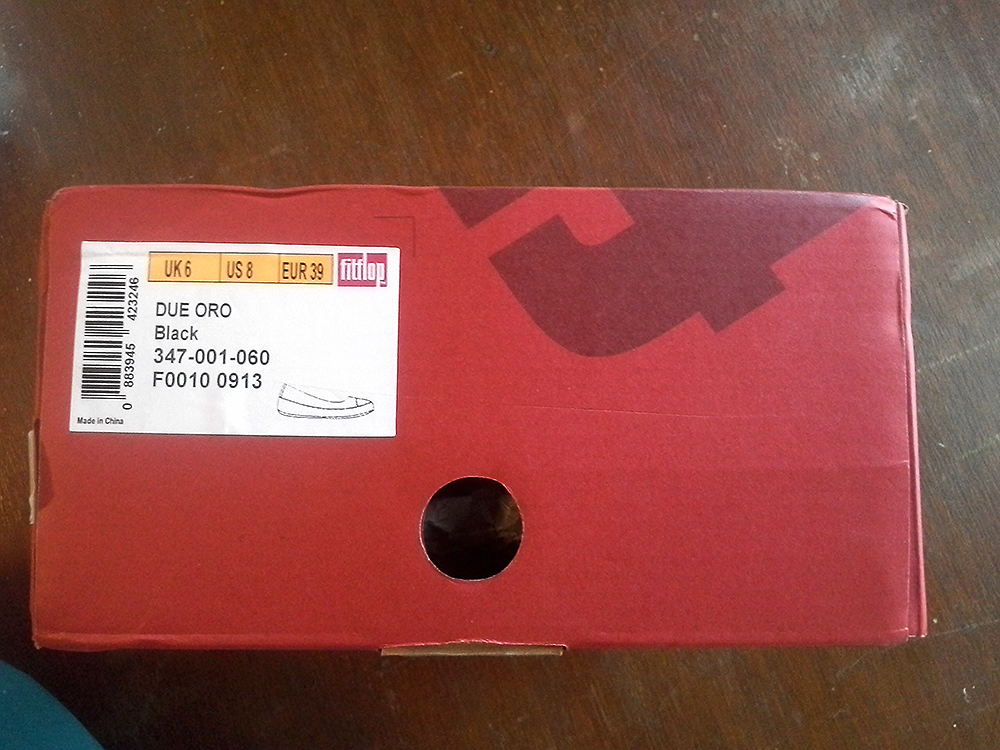 UK 6 US 8 EUR 39 fitflop
DUE ORO
Black
347-001-060
F0010 0913
0 883945 423246
Made in China